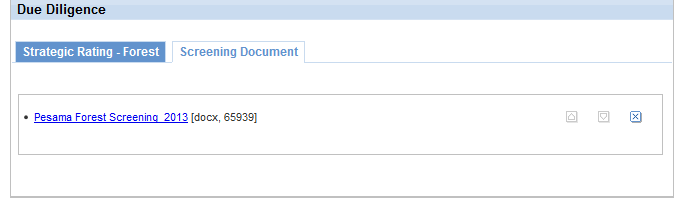 Due Diligence
Strategic Rating - Forest
Screening Document
• Pesama Forest Screening_2013 [docx, 65939]